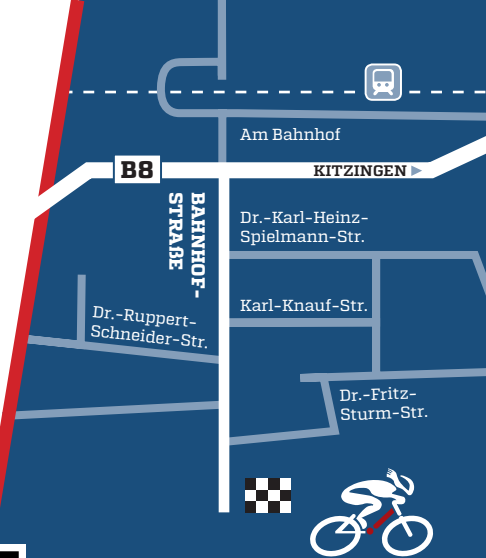 Am Bahnhof
B8
KITZINGEN
BAHNHOF-
STRAßE
Dr.-Karl-Heinz-
Spielmann-Str.
Karl-Knauf-Str.
Dr.-Ruppert-
Schneider-Str.
Dr.-Fritz-
Sturm-Str.